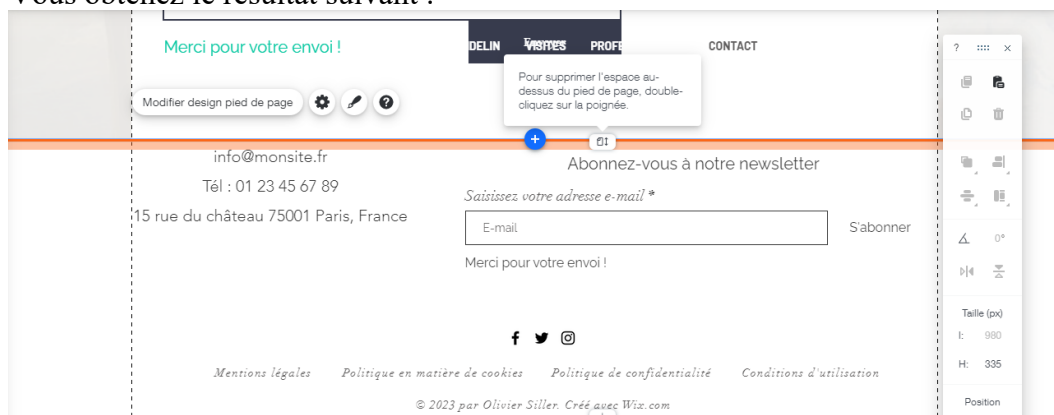 Vous obtenez le résultat suivant :
Merci pour votre envoi !
DELIN VISITES PROFE CONTACT
Pour supprimer l'espace au-
dessus du pied de page, double-
cliquez sur la poignée.
Modifier design pied de page
info@monsite.fr
Tél : 01 23 45 67 89
15 rue du château 75001 Paris, France
Abonnez-vous à notre newsletter
Saisissez votre adresse e-mail *
E-mail
S'abonner
Merci pour votre envoi !
Mentions légales Politique en matière de cookies Politique de confidentialité Conditions d'utilisation
© 2023 par Olivier Siller. Créé avec Wix.com
?
0°
Taille (px)
l: 980
H: 335
Position